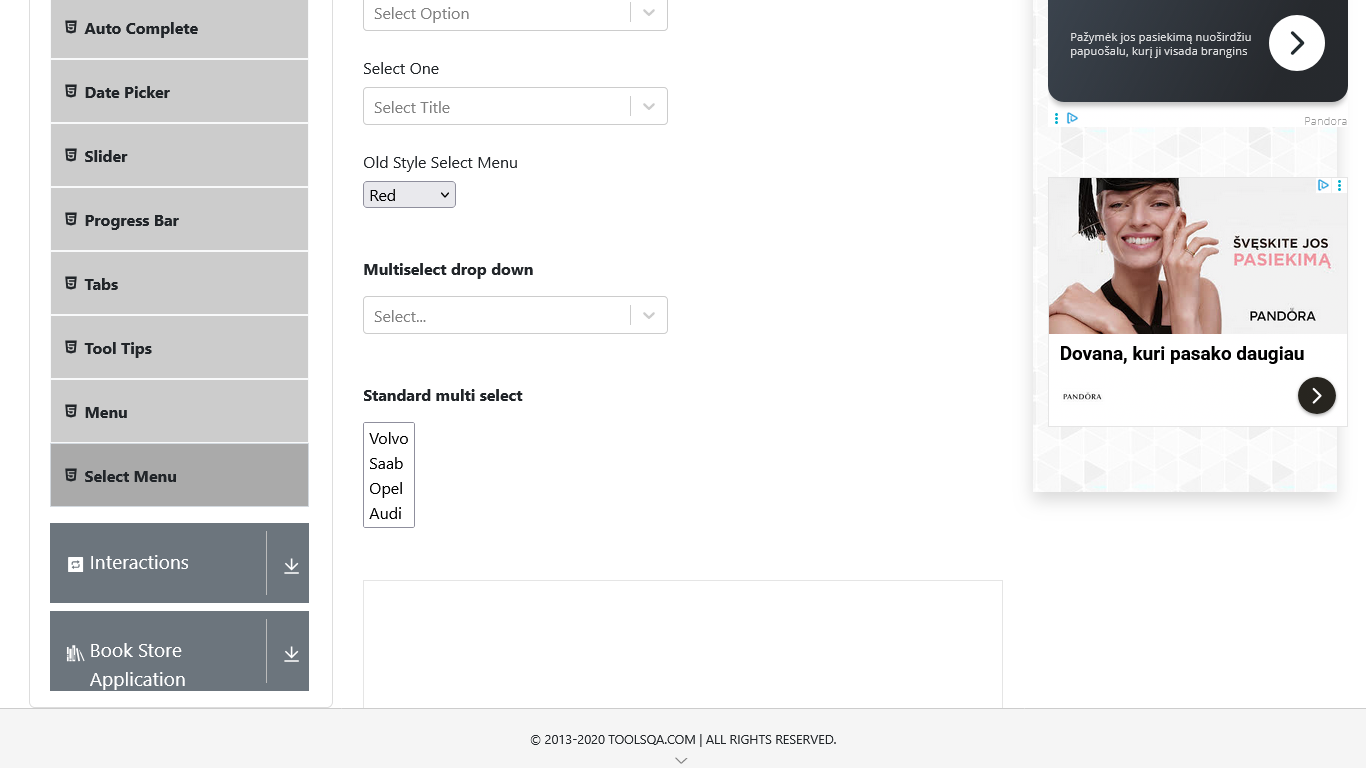 Auto Complete
Date Picker
Slider
Progress Bar
Tabs
Tool Tips
Menu
Select Menu
Interactions
Book Store
Application
Select Option
Select One
Select Title
Old Style Select Menu
Red
Multiselect drop down
Select...
Standard multi select
Volvo
Saab
Opel
Audi
Pažymėk jos pasiekimą nuoširdžiu
papuošalu, kurį ji visada brangins
Pandora
ŠVĘSKITE JOS
PASIEKIMĄ
PANDÖRA
Dovana, kuri pasako daugiau
PANDÖRA
© 2013-2020 TOOLSQA.COM | ALL RIGHTS RESERVED.